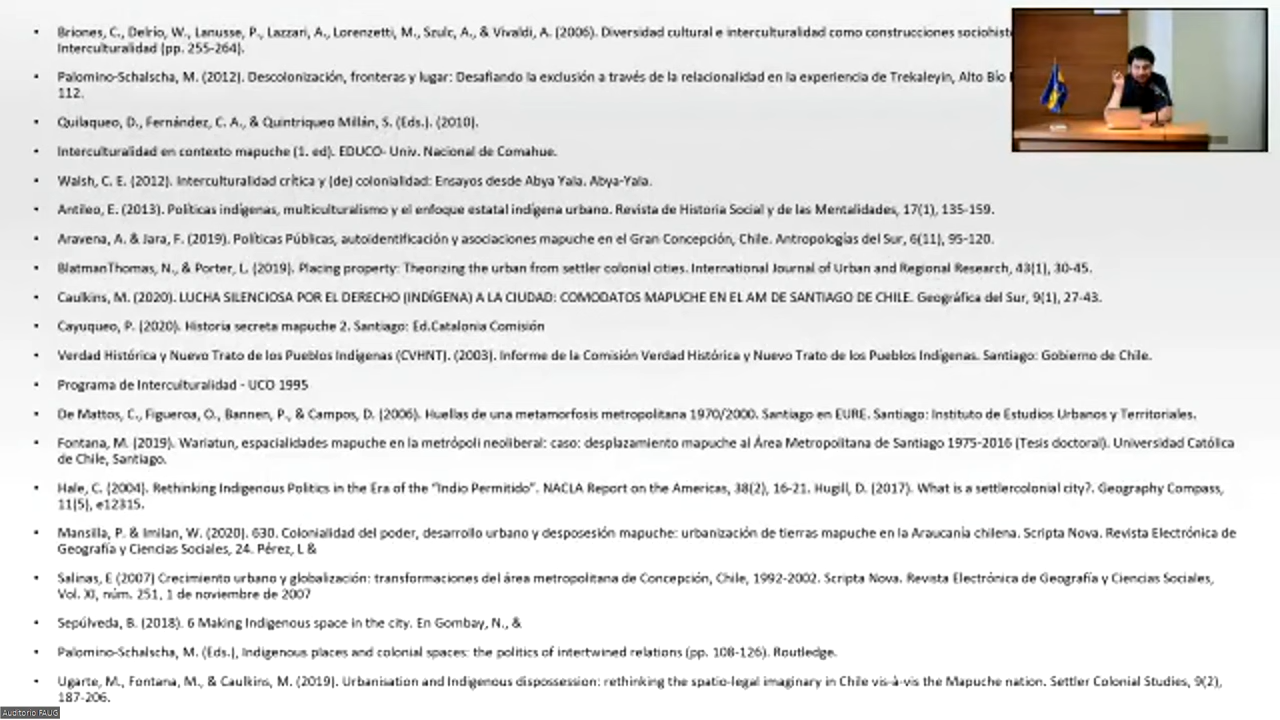 • Briones, C., Delrio, W., Lanusse, P., Lazzari, A., Lorenzetti, M., Szulc, A., & Vivaldi, A. (2006). Diversidad cultural e interculturalidad como construcciones
Interculturalidad (pp. 255-264).
• Palomino-Schalscha, M. (2012). Descolonización, fronteras y lugar: Desafiando la exclusión a través de la relacionalidad en la experiencia de Trekaleyin, Alto Bío
112.
• Quilaqueo, D., Fernández, C. A., & Quintriqueo Millán, S. (Eds.). (2010).
• Interculturalidad en contexto mapuche (1. ed). EDUCO- Univ. Nacional de Comahue.
• Walsh, C. E. (2012). Interculturalidad crítica y (de) colonialidad: Ensayos desde Abya Yala. Abya-Yala.
• Antileo, E. (2013). Políticas indígenas, multiculturalismo y el enfoque estatal indígena urbano. Revista de Historia Social y de las Mentalidades, 17(1), 135-159.
• Aravena, A. & Jara, F. (2019). Políticas Públicas, autoidentificación y asociaciones mapuche en el Gran Concepción, Chile. Antropologías del Sur, 6(11), 95-120.
• BlatmanThomas, N., & Porter, L. (2019). Placing property: Theorizing the urban from settler colonial cities. International Journal of Urban and Regional Research, 43(1), 30-45.
• Caulkins, M. (2020). LUCHA SILENCIOSA POR EL DERECHO (INDÍGENA) A LA CIUDAD: COMODATOS MAPUCHE EN EL AM DE SANTIAGO DE CHILE. Geográfica del Sur, 9(1), 27-43.
• Cayuqueo, P. (2020). Historia secreta mapuche 2. Santiago: Ed.Catalonia Comisión
• Verdad Histórica y Nuevo Trato de los Pueblos Indígenas (CVHNT). (2003). Informe de la Comisión Verdad Histórica y Nuevo Trato de los Pueblos Indígenas. Santiago: Gobierno de Chile.
• Programa de Interculturalidad - UCO 1995
• De Mattos, C., Figueroa, O., Bannen, P., & Campos, D. (2006). Huellas de una metamorfosis metropolitana 1970/2000. Santiago en EURE. Santiago: Instituto de Estudios Urbanos y Territoriales.
• Fontana, M. (2019). Wariatun, espacialidades mapuche en la metrópoli neoliberal: caso: desplazamiento mapuche al Área Metropolitana de Santiago 1975-2016 (Tesis doctoral). Universidad Católica
de Chile, Santiago.
• Hale, C. (2004). Rethinking Indigenous Politics in the Era of the “Indio Permitido”. NACLA Report on the Americas, 38(2), 16-21. Hugill, D. (2017). What is a settlercolonial city?. Geography Compass,
11(5), e12315.
• Mansilla, P. & Imilan, W. (2020). 630. Colonialidad del poder, desarrollo urbano y desposesión mapuche: urbanización de tierras mapuche en la Araucanía chilena. Scripta Nova. Revista Electrónica de
Geografía y Ciencias Sociales, 24. Pérez, L &
• Salinas, E (2007) Crecimiento urbano y globalización: transformaciones del área metropolitana de Concepción, Chile, 1992-2002. Scripta Nova. Revista Electrónica de Geografía y Ciencias Sociales,
Vol. XI, núm. 251, 1 de noviembre de 2007
• Sepúlveda, B. (2018). 6 Making Indigenous space in the city. En Gombay, N., &
• Palomino-Schalscha, M. (Eds.), Indigenous places and colonial spaces: the politics of intertwined relations (pp. 108-126). Routledge.
• Ugarte, M., Fontana, M., & Caulkins, M. (2019). Urbanisation and Indigenous dispossession: rethinking the spatio-legal imaginary in Chile vis-à-vis the Mapuche nation. Settler Colonial Studies, 9(2),
187-206.
Auditorio FAUG